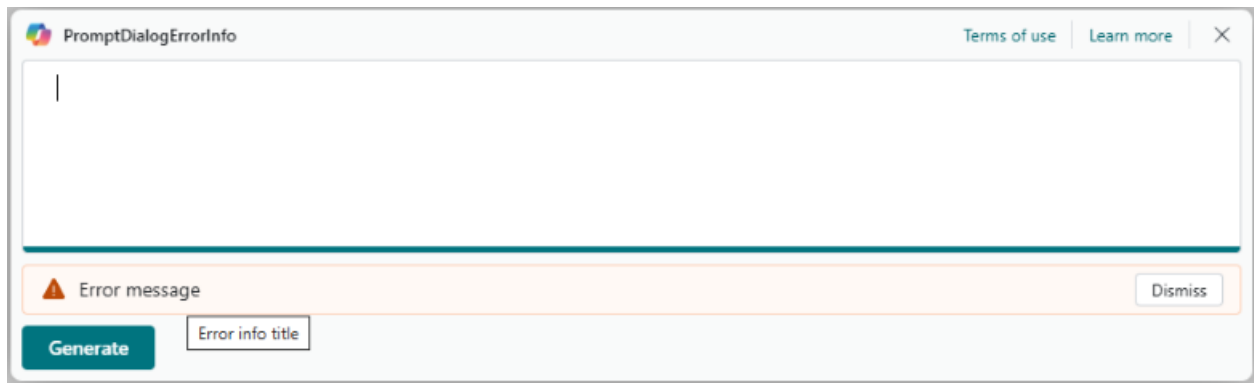 PromptDialogErrorInfo
Terms of use
Learn more
Error message
Dismiss
Generate
Error info title